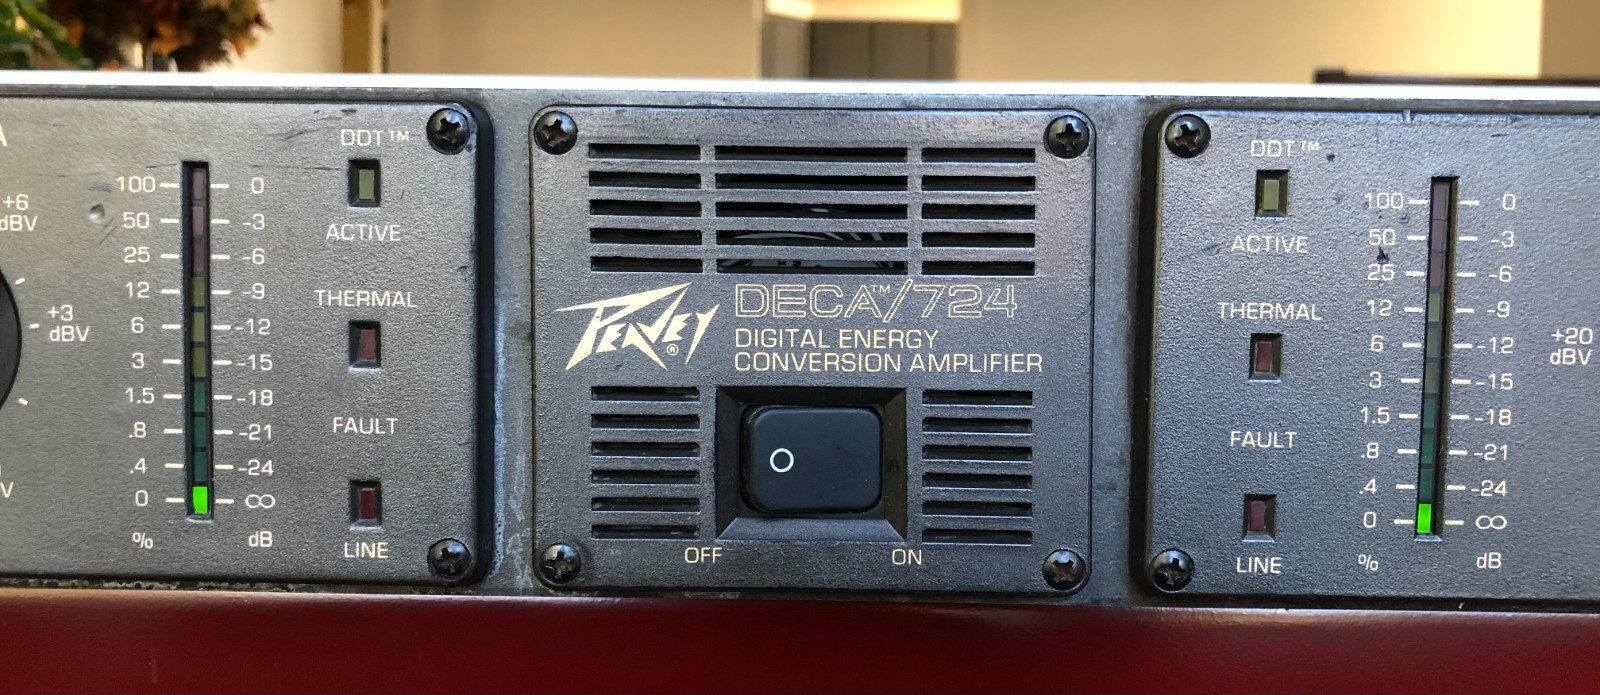 A
+6
dBV
+3
dBV
V
100 0
50 -3
25 -6
12 -9
6 -12
3 -15
1.5 -18
.8 -21
.4 -24
0 ∞
% dB
DDT™
ACTIVE
THERMAL
FAULT
LINE
PEAVEY®
DECA™/724
DIGITAL ENERGY
CONVERSION AMPLIFIER
O
OFF ON
DDT™
ACTIVE
THERMAL
FAULT
LINE
100 0
50 -3
25 -6
12 -9
6 -12
3 -15
1.5 -18
.8 -21
.4 -24
0 ∞
% dB
+20
dBV